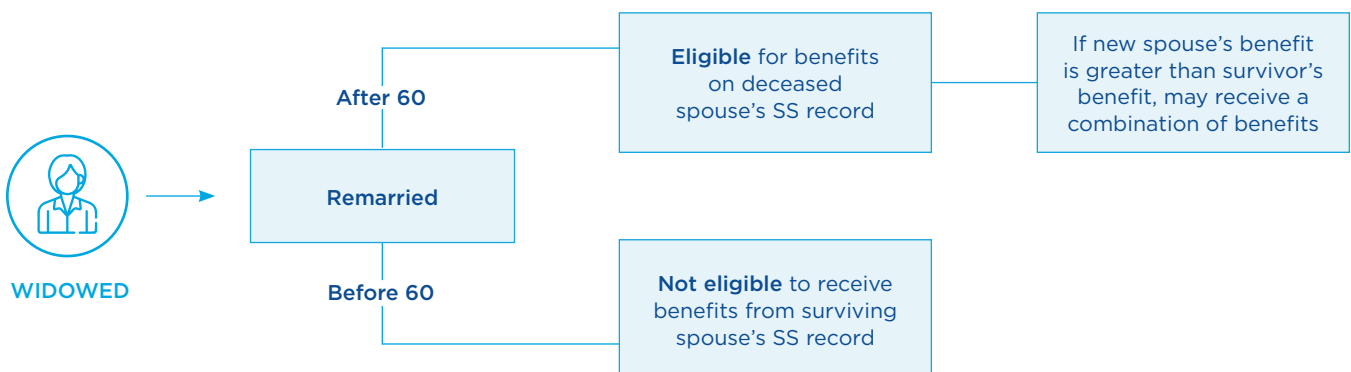 WIDOWED
Remarried
After 60
Eligible for benefits
on deceased
spouse’s SS record
If new spouse’s benefit
is greater than survivor’s
benefit, may receive a
combination of benefits
Before 60
Not eligible to receive
benefits from surviving
spouse’s SS record